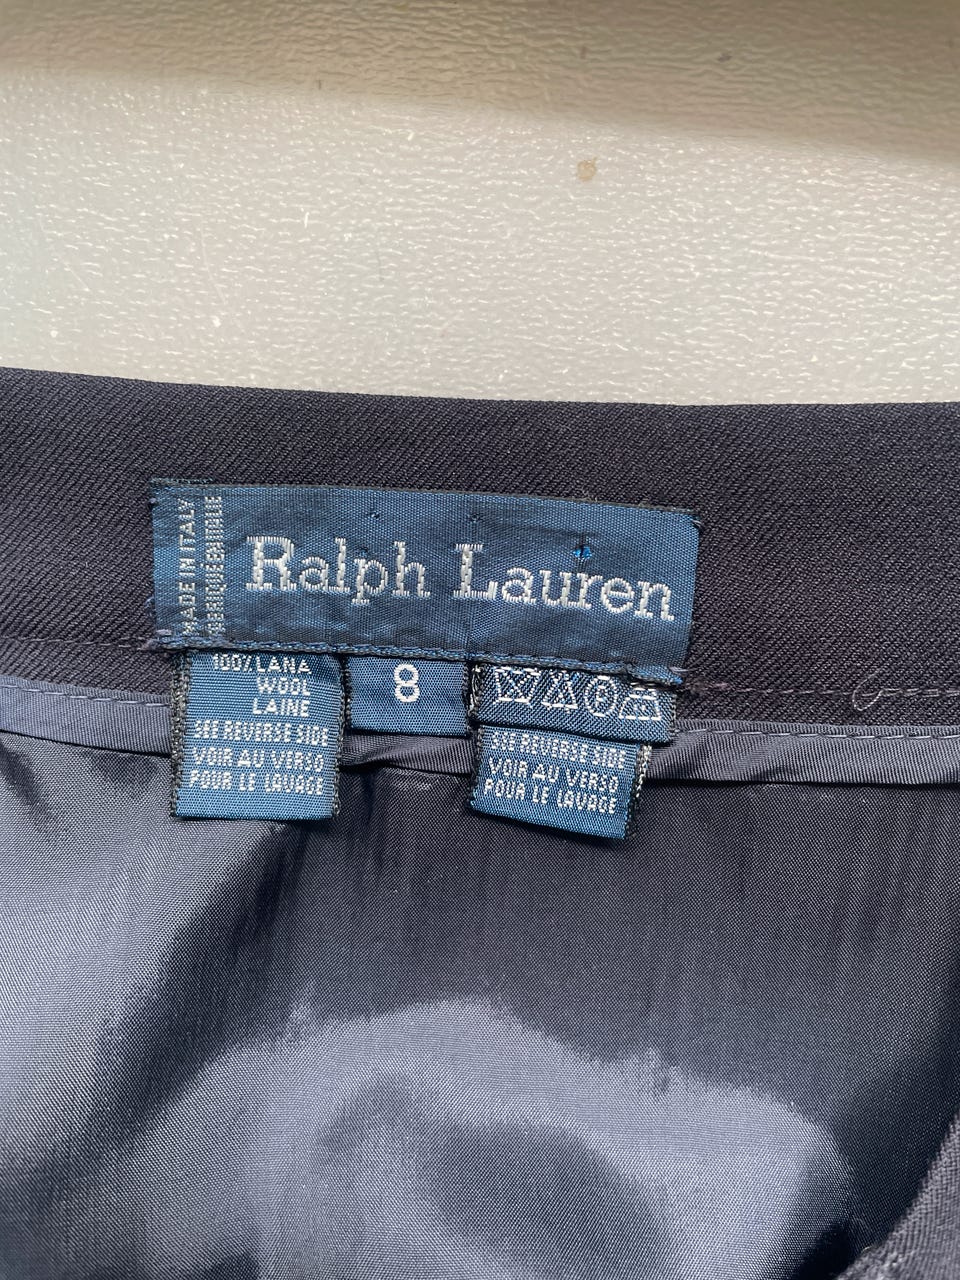 MADE IN ITALY
Ralph Lauren
100% LANA
WOOL
LAINE
SEE REVERSE SIDE
VOIR AU VERSO
POUR LE LAVAGE
8
SEE REVERSE SIDE
VOIR AU VERSO
POUR LE LAVAGE